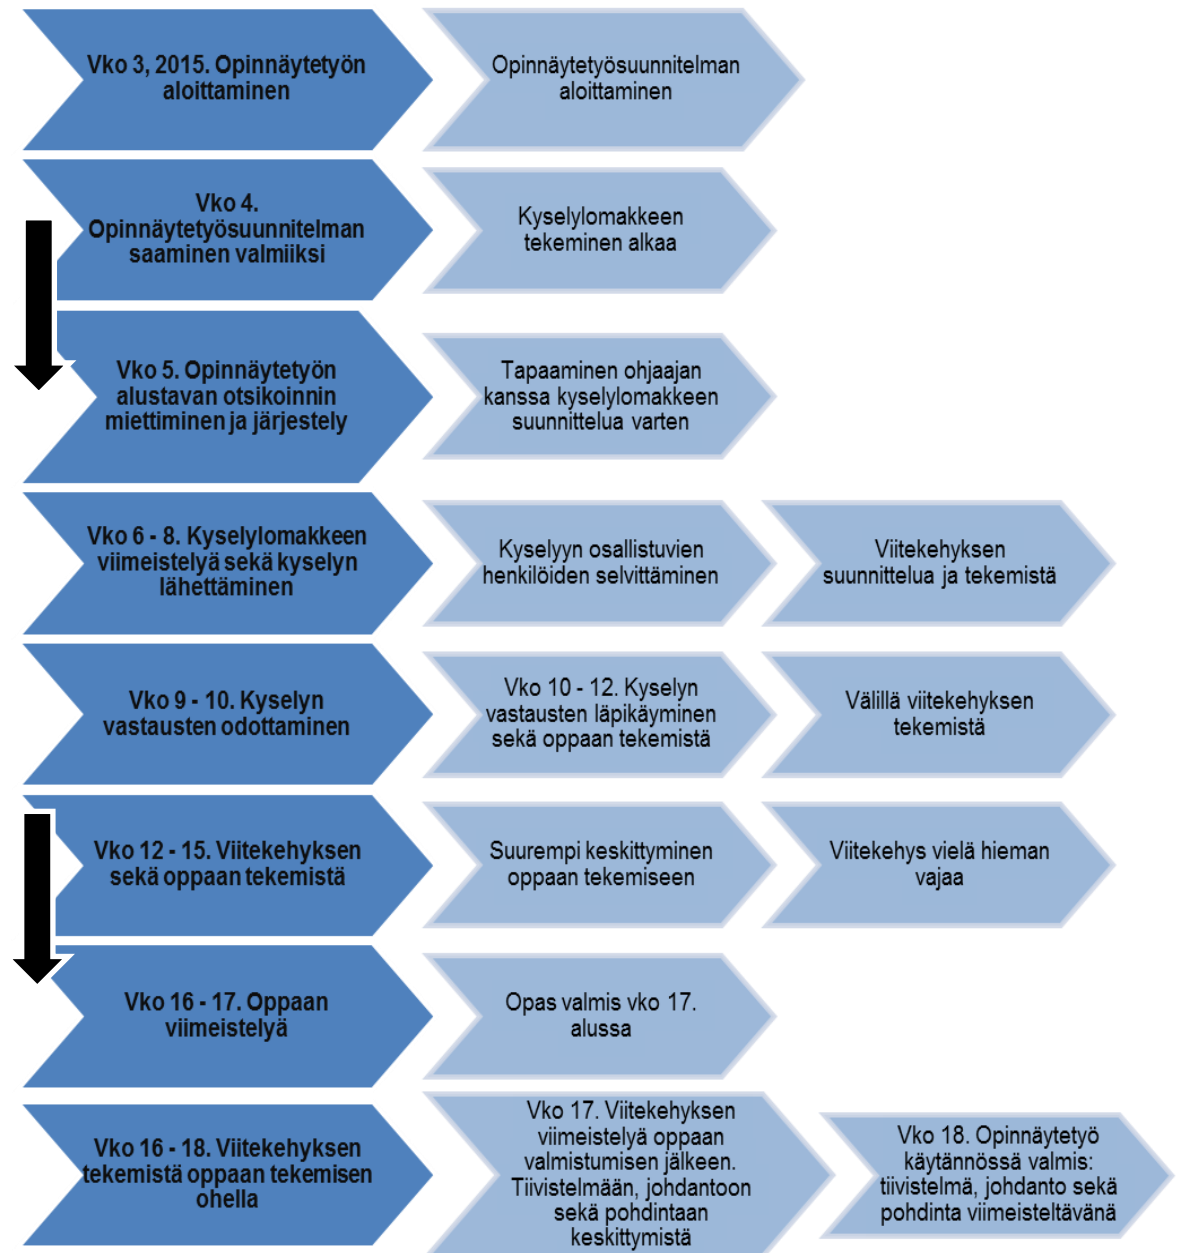 Vko 3, 2015. Opinnäytetyön
aloittaminen
Opinnäytetyösuunnitelman
aloittaminen
Vko 4.
Opinnäytetyösuunnitelman
saaminen valmiiksi
Kyselylomakkeen
tekeminen alkaa
Vko 5. Opinnäytetyön
alustavan otsikoinnin
miettiminen ja järjestely
Tapaaminen ohjaajan
kanssa kyselylomakkeen
suunnittelua varten
Vko 6 - 8. Kyselylomakkeen
viimeistelyä sekä kyselyn
lähettäminen
Kyselyyn osallistuvien
henkilöiden selvittäminen
Viitekehyksen
suunnittelua ja tekemistä
Vko 9 - 10. Kyselyn
vastausten odottaminen
Vko 10 - 12. Kyselyn
vastausten läpikäyminen
sekä oppaan tekemistä
Välillä viitekehyksen
tekemistä
Vko 12 - 15. Viitekehyksen
sekä oppaan tekemistä
Suurempi keskittyminen
oppaan tekemiseen
Viitekehys vielä hieman
vajaa
Vko 16 - 17. Oppaan
viimeistelyä
Opas valmis vko 17.
alussa
Vko 16 - 18. Viitekehyksen
tekemistä oppaan tekemisen
ohella
Vko 17. Viitekehyksen
viimeistelyä oppaan
valmistumisen jälkeen.
Tiivistelmään, johdantoon
sekä pohdintaan
keskittymistä
Vko 18. Opinnäytetyö
käytännössä valmis:
tiivistelmä, johdanto sekä
pohdinta viimeisteltävänä